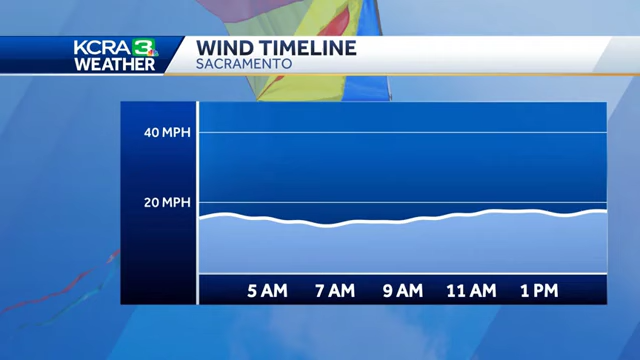 KCRA 3
WEATHER
WIND TIMELINE
SACRAMENTO
40 MPH
20 MPH
5 AM 7 AM 9 AM 11 AM 1 PM